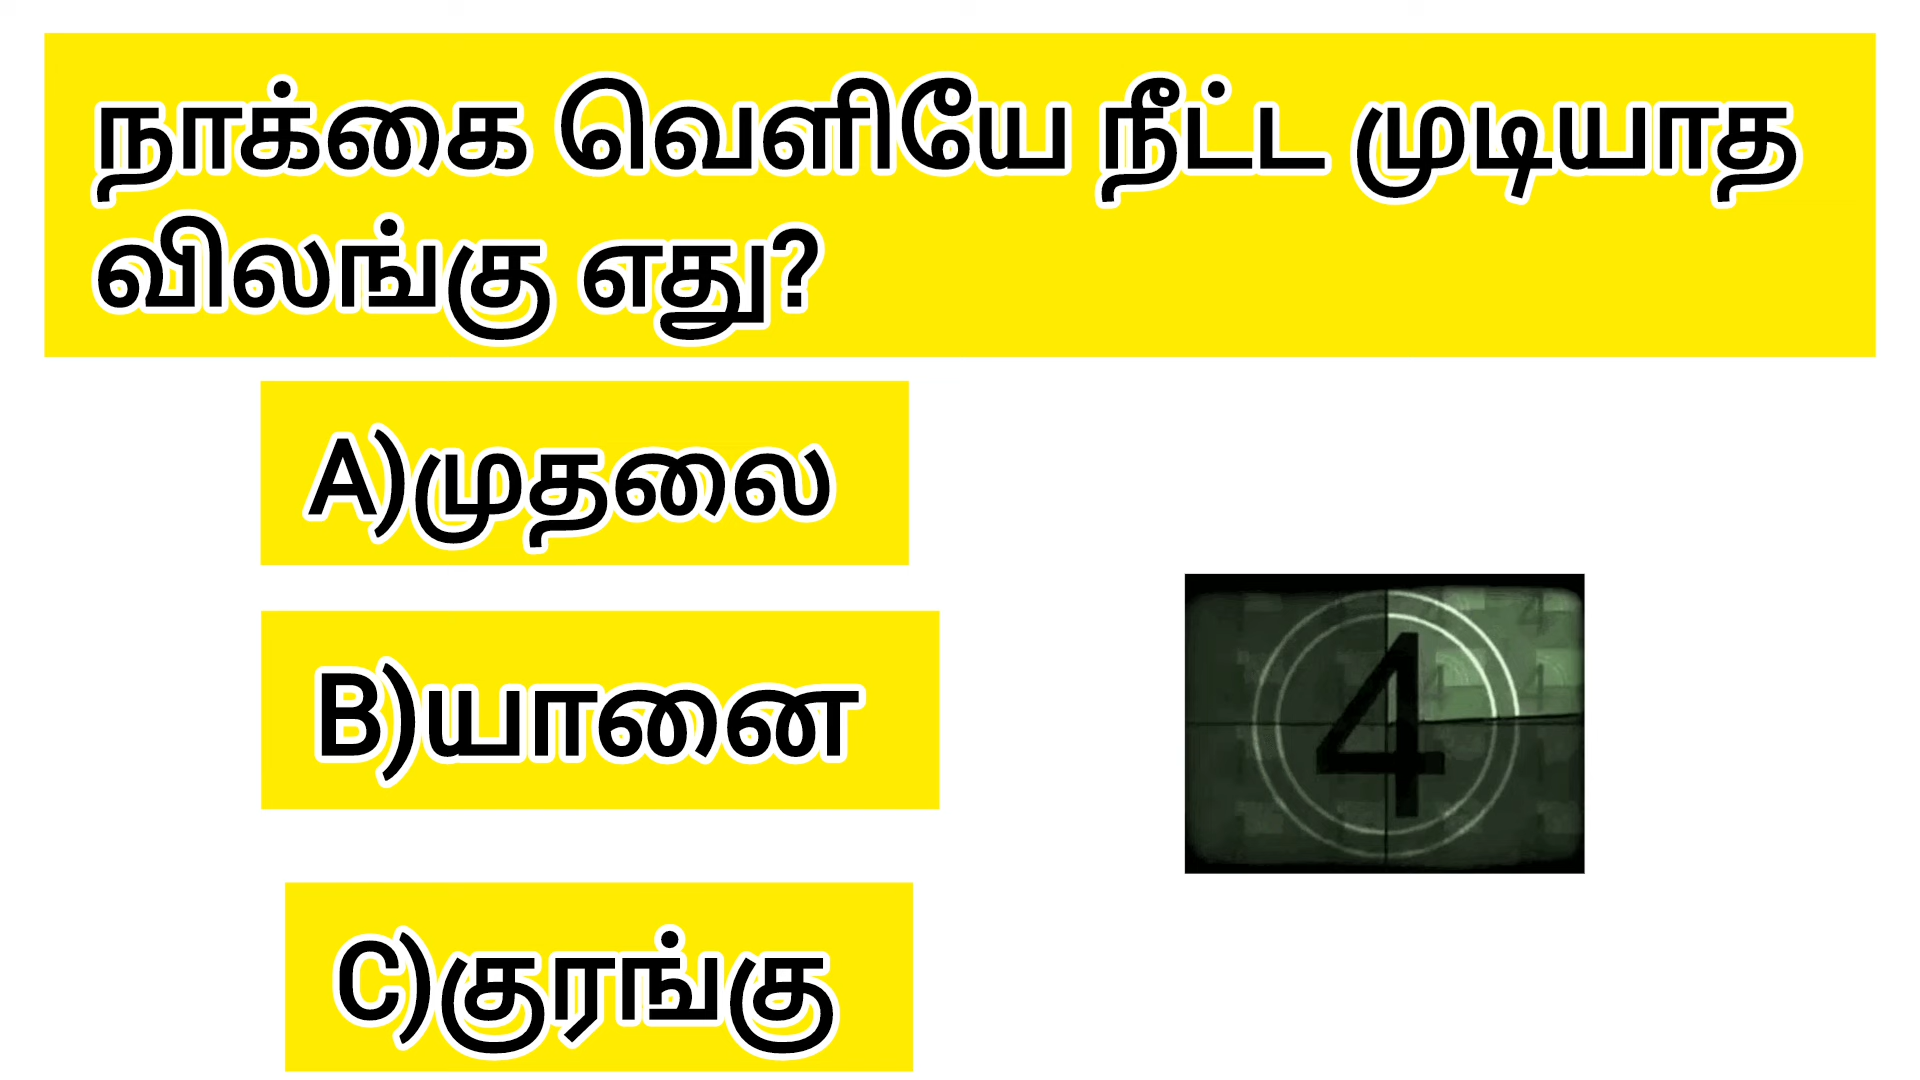 நாக்கை வெளியே நீட்ட முடியாத
விலங்கு எது?
A)முதலை
B)யானை
4
C)குரங்கு